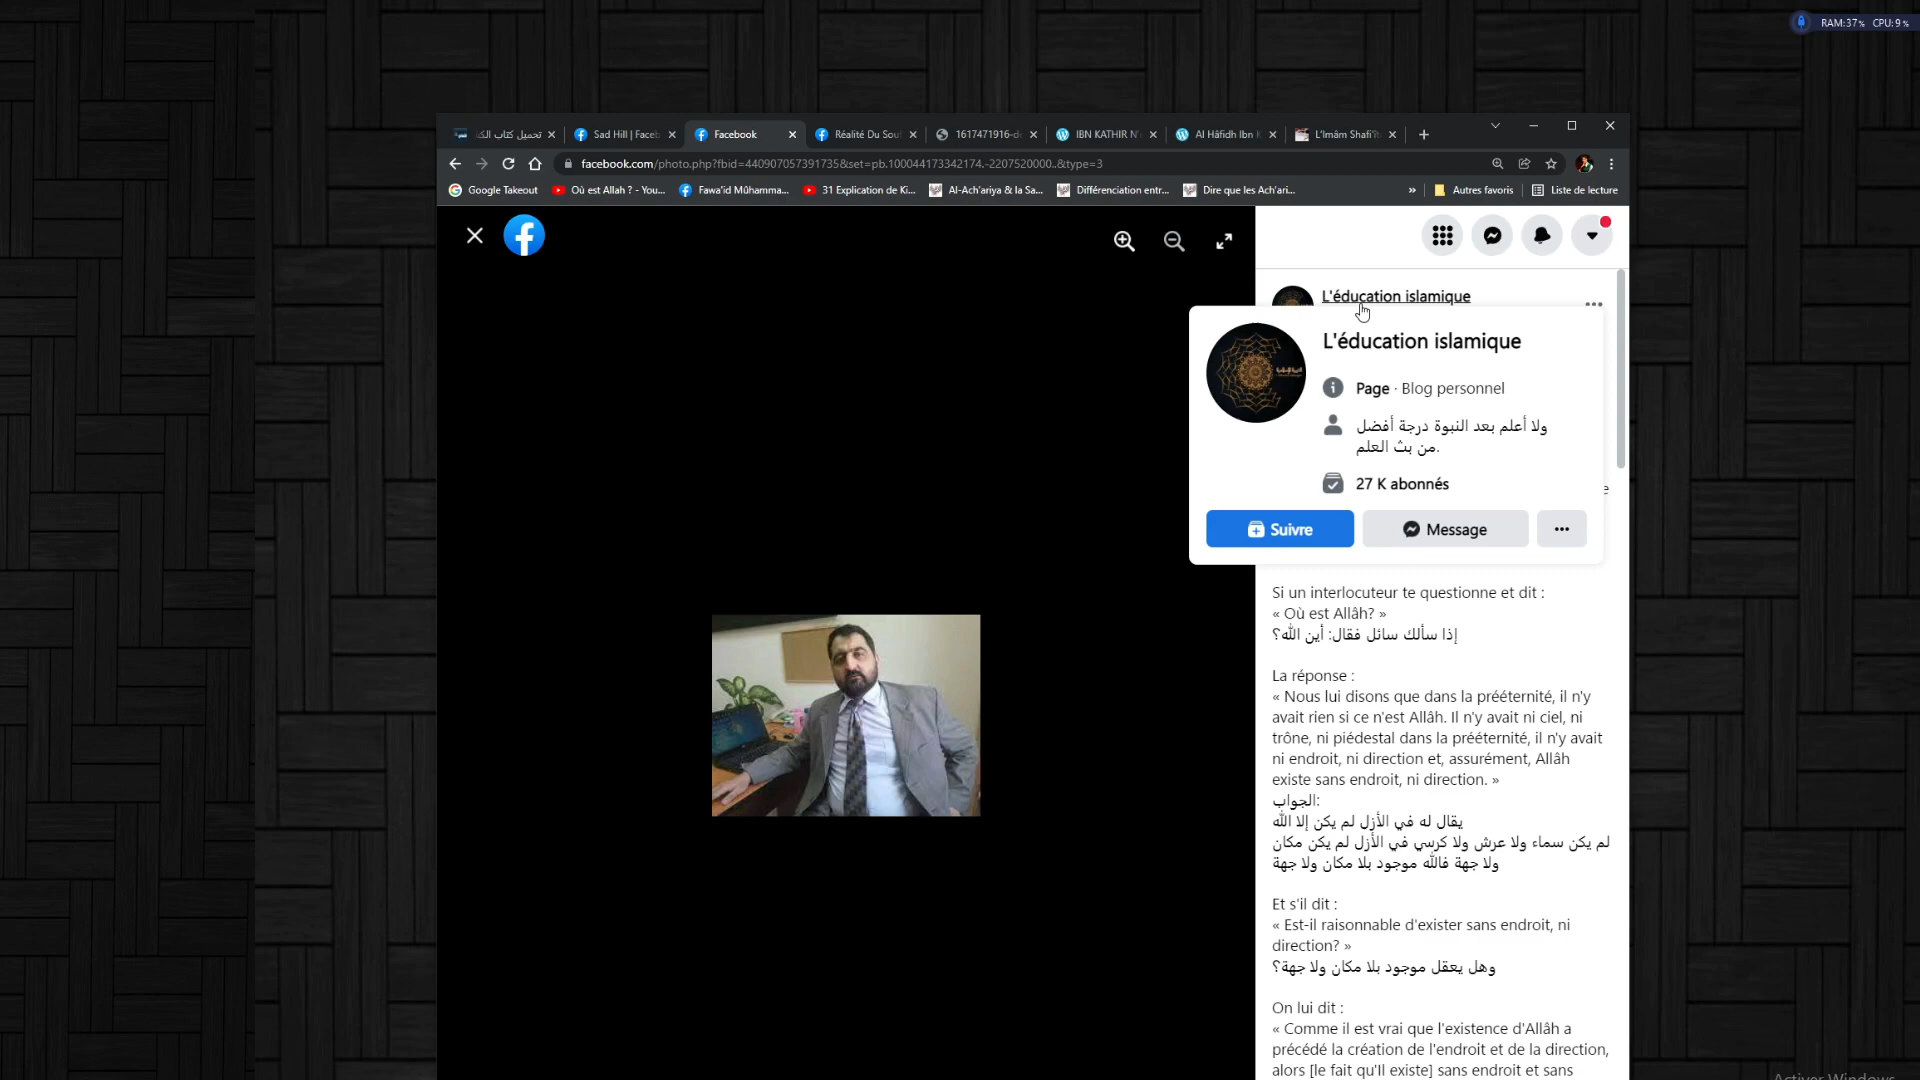 RAM:37% CPU:9%
تحميل كتاب الكا
Sad Hill | Faceb
Facebook
Réalité Du Sou
1617471916-d
IBN KATHIR N'
Al Hâfidh Ibn K
L'Imâm Shafi'î
facebook.com/photo.php?fbid=440907057391735&set=pb.100044173342174.-2207520000..&type=3
Google Takeout
Où est Allah ? - You...
Fawa'id Mûhamma...
31 Explication de Ki...
Al-Ach'ariya & la Sa...
Différenciation entr...
Dire que les Ach'ari...
»
Autres favoris
Liste de lecture
L'éducation islamique
L'éducation islamique
Page · Blog personnel
ولا أعلم بعد النبوة درجة أفضل
من بث العلم.
27 K abonnés
Suivre
Message
Si un interlocuteur te questionne et dit :
« Où est Allâh? »
إذا سألك سائل فقال: أين الله؟
La réponse :
« Nous lui disons que dans la prééternité, il n'y
avait rien si ce n'est Allâh. Il n'y avait ni ciel, ni
trône, ni piédestal dans la prééternité, il n'y avait
ni endroit, ni direction et, assurément, Allâh
existe sans endroit, ni direction. »
الجواب:
يقال له في الأزل لم يكن إلا الله
لم يكن سماء ولا عرش ولا كرسي في الأزل لم يكن مكان
ولا جهة فالله موجود بلا مكان ولا جهة
Et s'il dit :
« Est-il raisonnable d'exister sans endroit, ni
direction? »
وهل يعقل موجود بلا مكان ولا جهة؟
On lui dit :
« Comme il est vrai que l'existence d'Allâh a
précédé la création de l'endroit et de la direction,
alors [le fait qu'Il existe] sans endroit et sans
Activer Windows